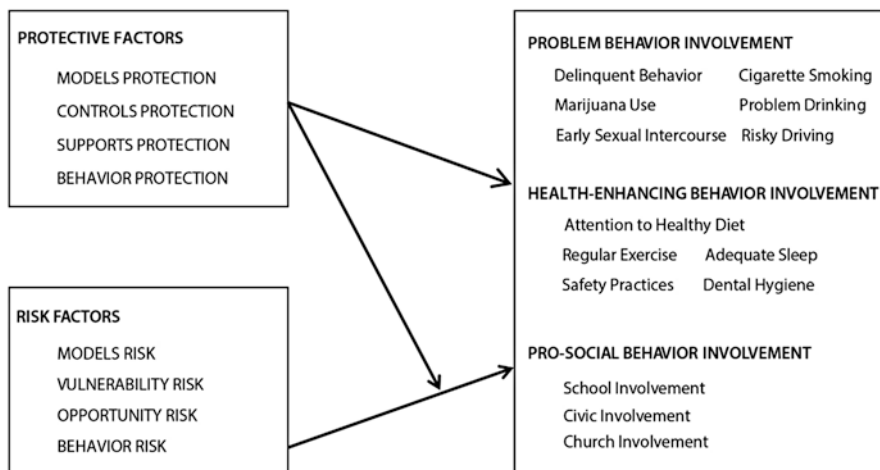 PROTECTIVE FACTORS
MODELS PROTECTION
CONTROLS PROTECTION
SUPPORTS PROTECTION
BEHAVIOR PROTECTION
RISK FACTORS
MODELS RISK
VULNERABILITY RISK
OPPORTUNITY RISK
BEHAVIOR RISK
PROBLEM BEHAVIOR INVOLVEMENT
Delinquent Behavior Cigarette Smoking
Marijuana Use Problem Drinking
Early Sexual Intercourse Risky Driving
HEALTH-ENHANCING BEHAVIOR INVOLVEMENT
Attention to Healthy Diet
Regular Exercise Adequate Sleep
Safety Practices Dental Hygiene
PRO-SOCIAL BEHAVIOR INVOLVEMENT
School Involvement
Civic Involvement
Church Involvement